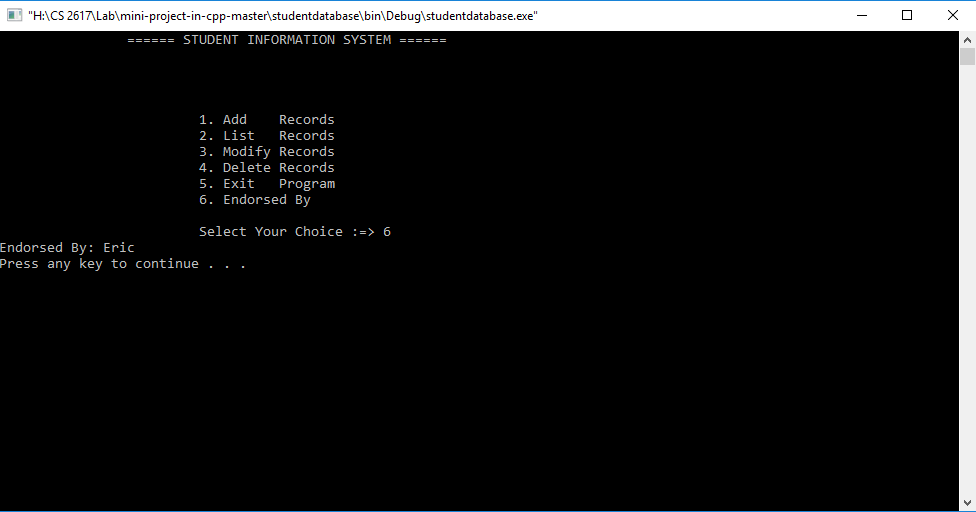 "H:\CS 2617\Lab\mini-project-in-cpp-master\studentdatabase\bin\Debug\studentdatabase.exe"
====== STUDENT INFORMATION SYSTEM ======
1. Add    Records
2. List   Records
3. Modify Records
4. Delete Records
5. Exit   Program
6. Endorsed By
Select Your Choice :=> 6
Endorsed By: Eric
Press any key to continue . . .